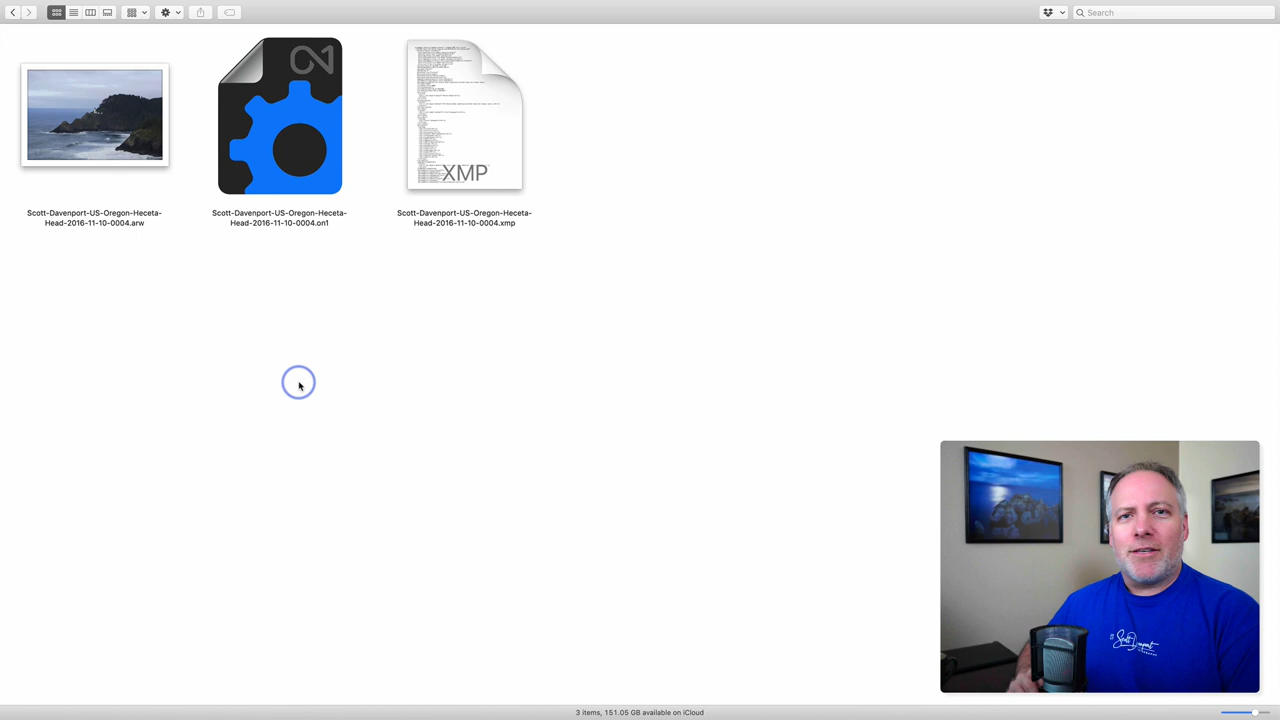 Search
XMP
Scott-Davenport-US-Oregon-Heceta-
Head-2016-11-10-0004.arw
Scott-Davenport-US-Oregon-Heceta-
Head-2016-11-10-0004.on1
Scott-Davenport-US-Oregon-Heceta-
Head-2016-11-10-0004.xmp
Scott Davenport
3 items, 151.05 GB available on iCloud